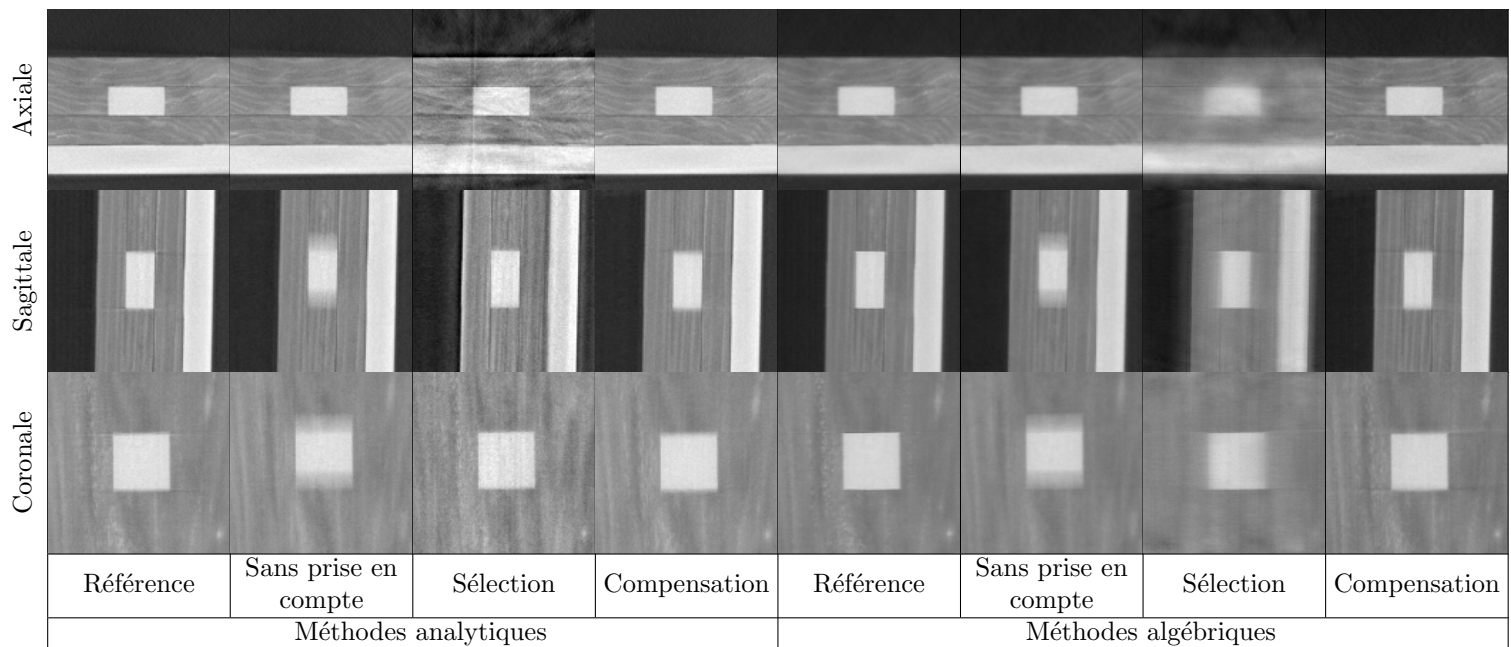 Axiale
Sagittale
Coronale
Référence
Sans prise en
compte
Sélection
Compensation
Référence
Sans prise en
compte
Sélection
Compensation
Méthodes analytiques
Méthodes algébriques